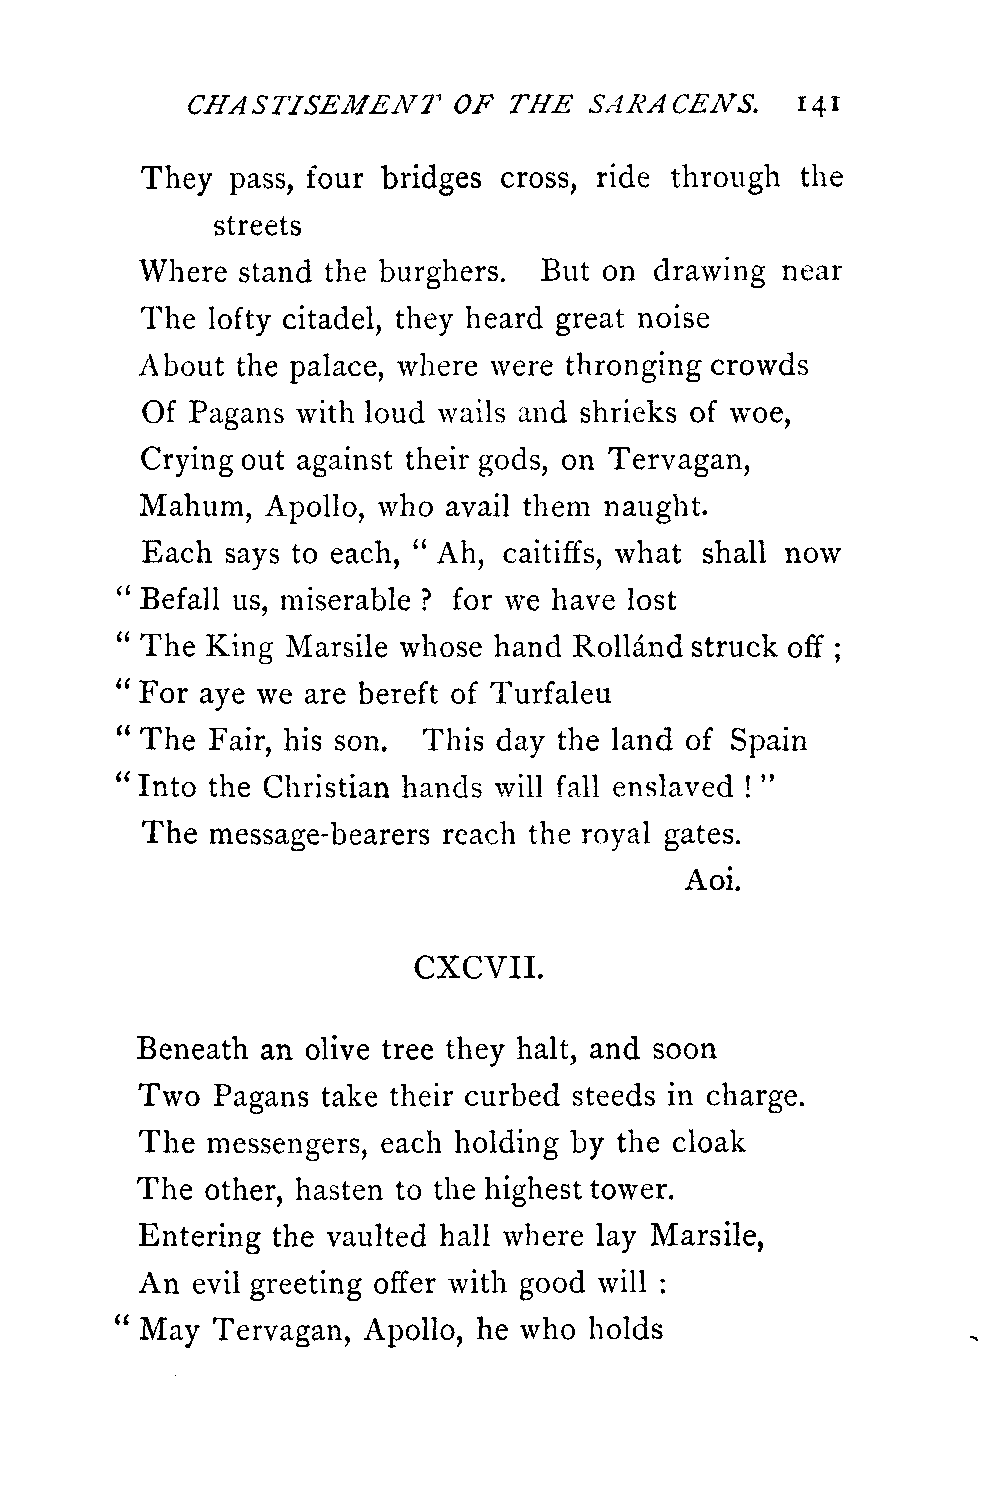 CHASTISEMENT OF THE SARACENS. 141
They pass, four bridges cross, ride through the
streets
Where stand the burghers. But on drawing near
The lofty citadel, they heard great noise
About the palace, where were thronging crowds
Of Pagans with loud wails and shrieks of woe,
Crying out against their gods, on Tervagan,
Mahum, Apollo, who avail them naught.
Each says to each, “ Ah, caitiffs, what shall now
“ Befall us, miserable ? for we have lost
“ The King Marsile whose hand Rollánd struck off ;
“ For aye we are bereft of Turfaleu
“ The Fair, his son. This day the land of Spain
“ Into the Christian hands will fall enslaved ! ”
The message-bearers reach the royal gates.
Aoi.
CXCVII.
Beneath an olive tree they halt, and soon
Two Pagans take their curbed steeds in charge.
The messengers, each holding by the cloak
The other, hasten to the highest tower.
Entering the vaulted hall where lay Marsile,
An evil greeting offer with good will :
“ May Tervagan, Apollo, he who holds